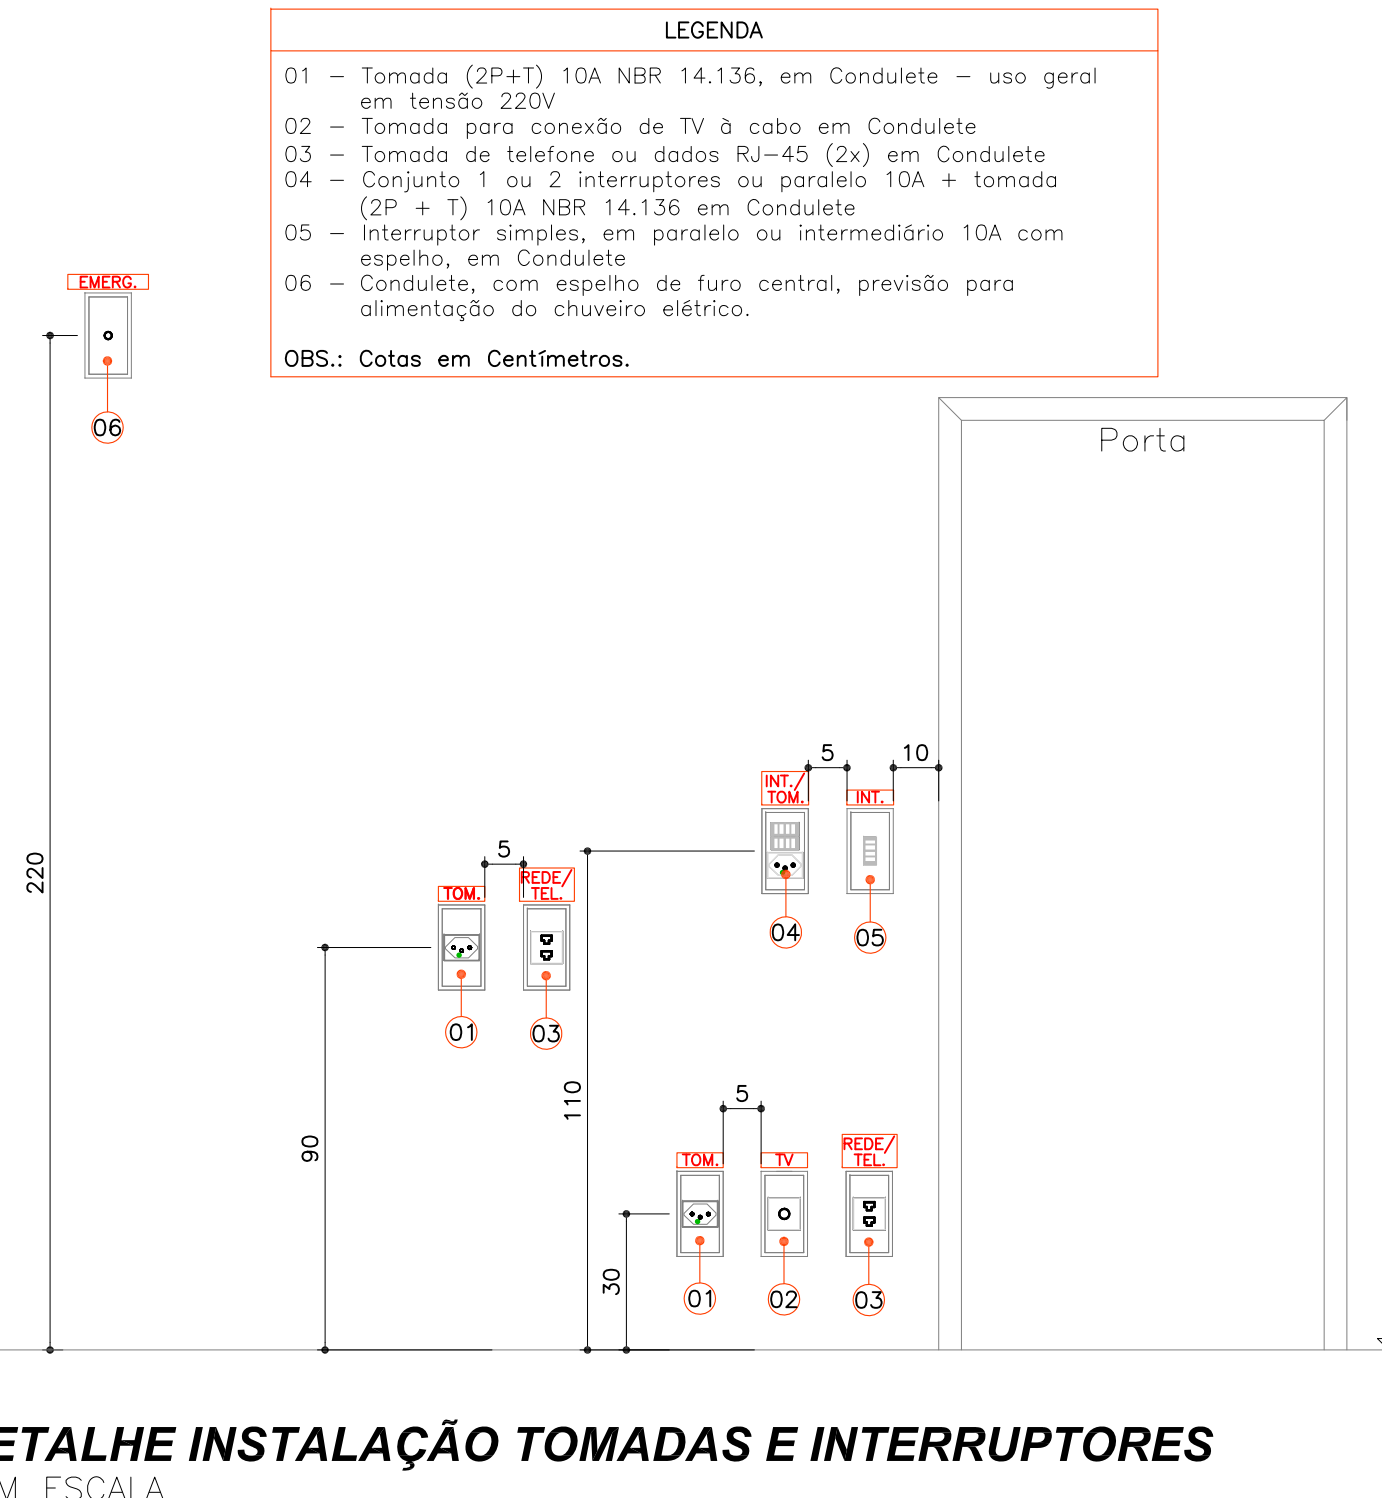 LEGENDA
01 – Tomada (2P+T) 10A NBR 14.136, em Condulete – uso geral
em tensão 220V
02 – Tomada para conexão de TV à cabo em Condulete
03 – Tomada de telefone ou dados RJ-45 (2x) em Condulete
04 – Conjunto 1 ou 2 interruptores ou paralelo 10A + tomada
(2P + T) 10A NBR 14.136 em Condulete
05 – Interruptor simples, em paralelo ou intermediário 10A com
espelho, em Condulete
06 – Condulete, com espelho de furo central, previsão para
alimentação do chuveiro elétrico.
OBS.: Cotas em Centímetros.
EMERG.
06
Porta
5
10
INT./
TOM.
INT.
04
05
220
5
TOM.
REDE/
TEL.
01
03
110
90
5
TOM.
TV
REDE/
TEL.
30
01
02
03
ETALHE INSTALAÇÃO TOMADAS E INTERRUPTORES
M ESCALA